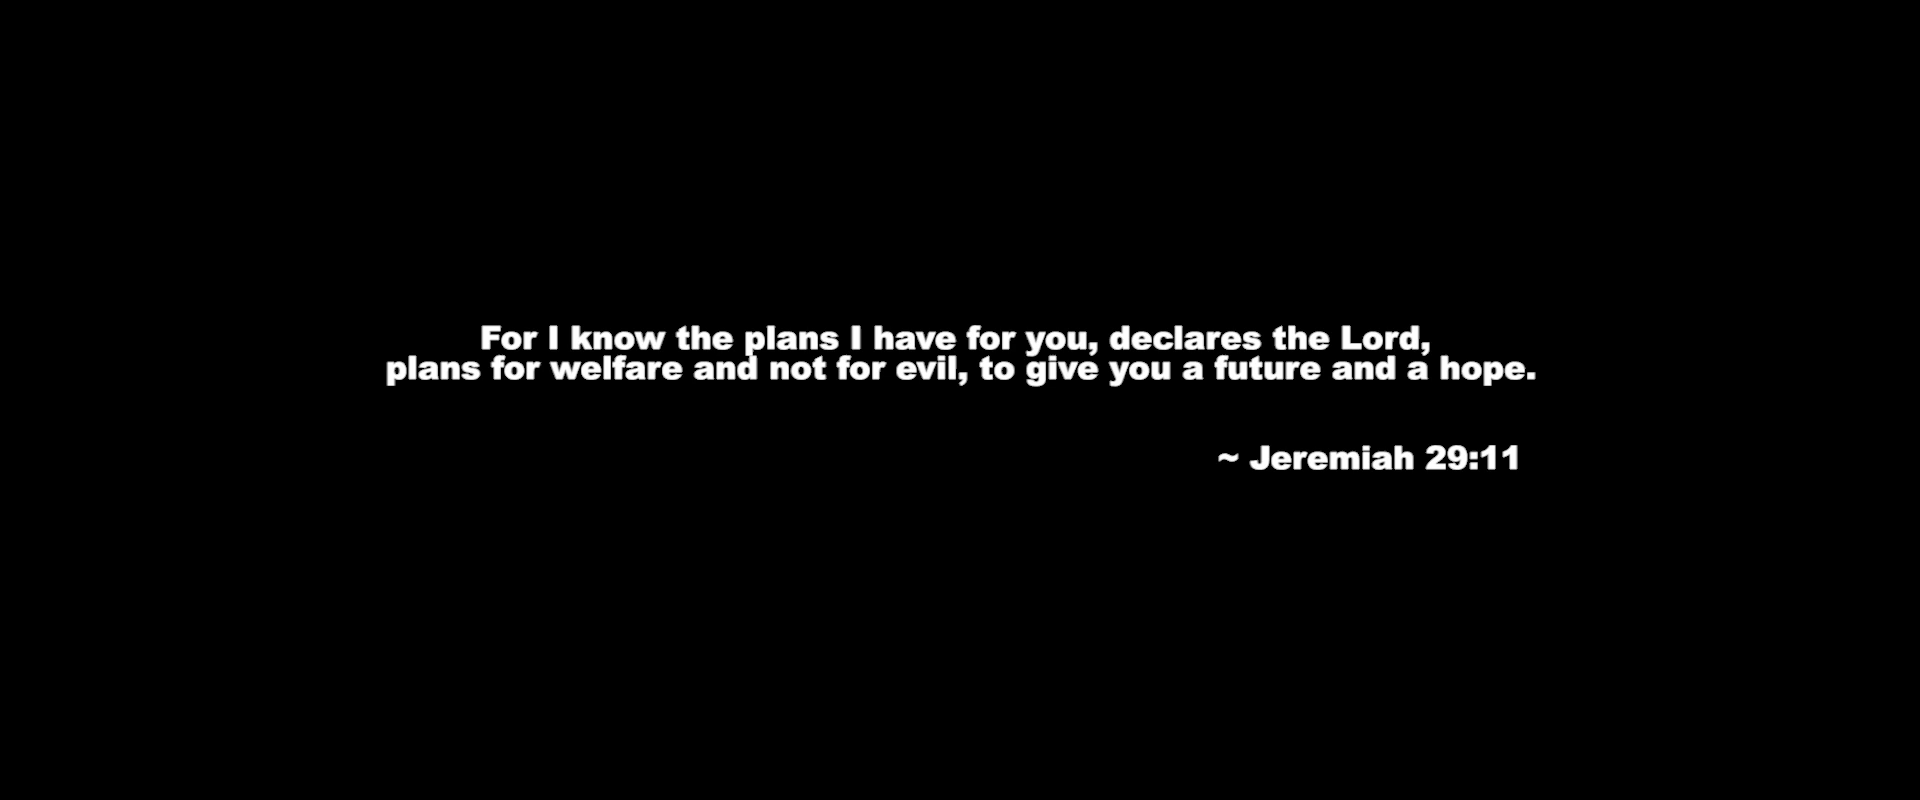 For I know the plans I have for you, declares the Lord,
plans for welfare and not for evil, to give you a future and a hope.
~ Jeremiah 29:11